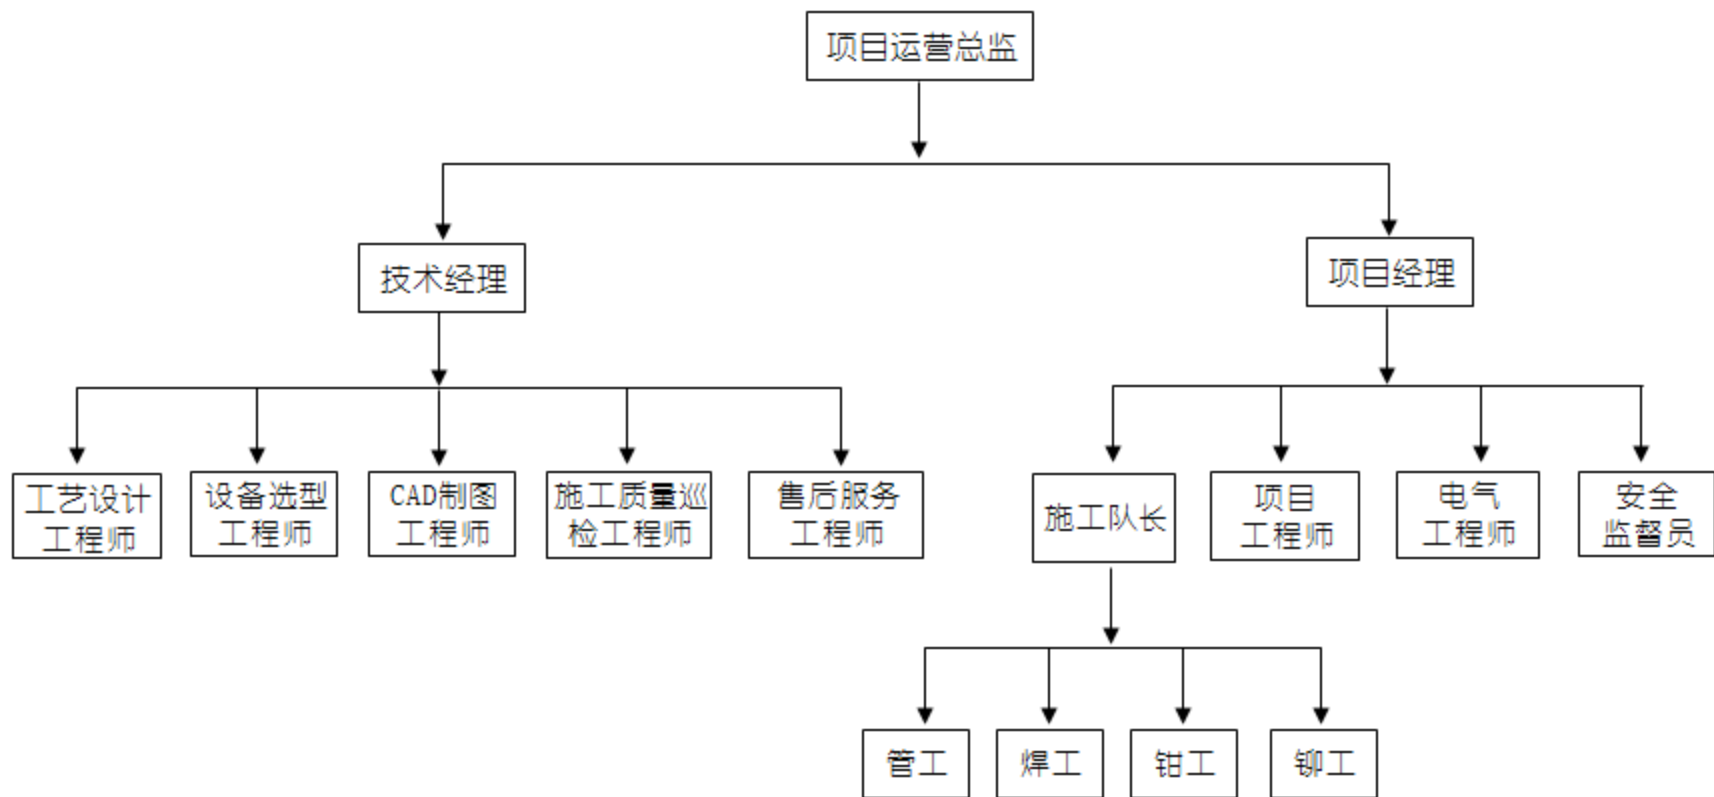 项目运营总监
技术经理
项目经理
工艺设计
工程师
设备选型
工程师
CAD制图
工程师
施工质量巡
检工程师
售后服务
工程师
施工队长
项目
工程师
电气
工程师
安全
监督员
管工
焊工
钳工
铆工